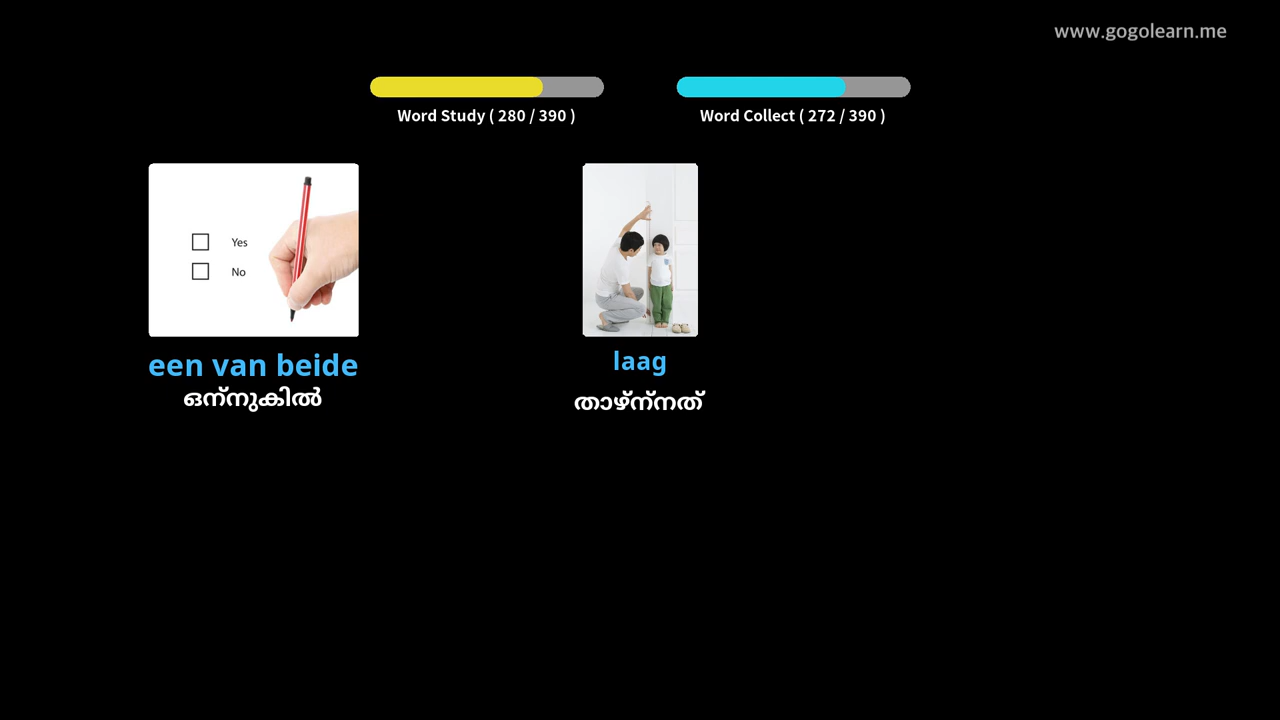 www.gogolearn.me
Word Study ( 280 / 390 )
Word Collect ( 272 / 390 )
Yes
No
een van beide
ഒന്നുകിൽ
laag
താഴ്ന്നത്